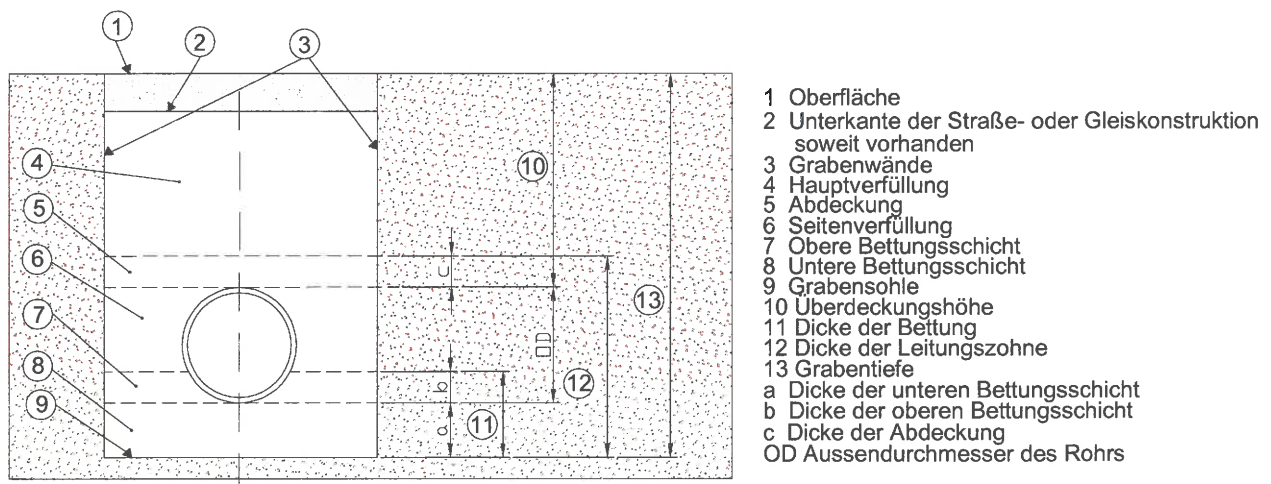 1
2
3
4
5
6
7
8
9
10
11
12
13
c
OD
b
a
1 Oberfläche
2 Unterkante der Straße- oder Gleiskonstruktion
soweit vorhanden
3 Grabenwände
4 Hauptverfüllung
5 Abdeckung
6 Seitenverfüllung
7 Obere Bettungsschicht
8 Untere Bettungsschicht
9 Grabensohle
10 Überdeckungshöhe
11 Dicke der Bettung
12 Dicke der Leitungszohne
13 Grabentiefe
a Dicke der unteren Bettungsschicht
b Dicke der oberen Bettungsschicht
c Dicke der Abdeckung
OD Aussendurchmesser des Rohrs